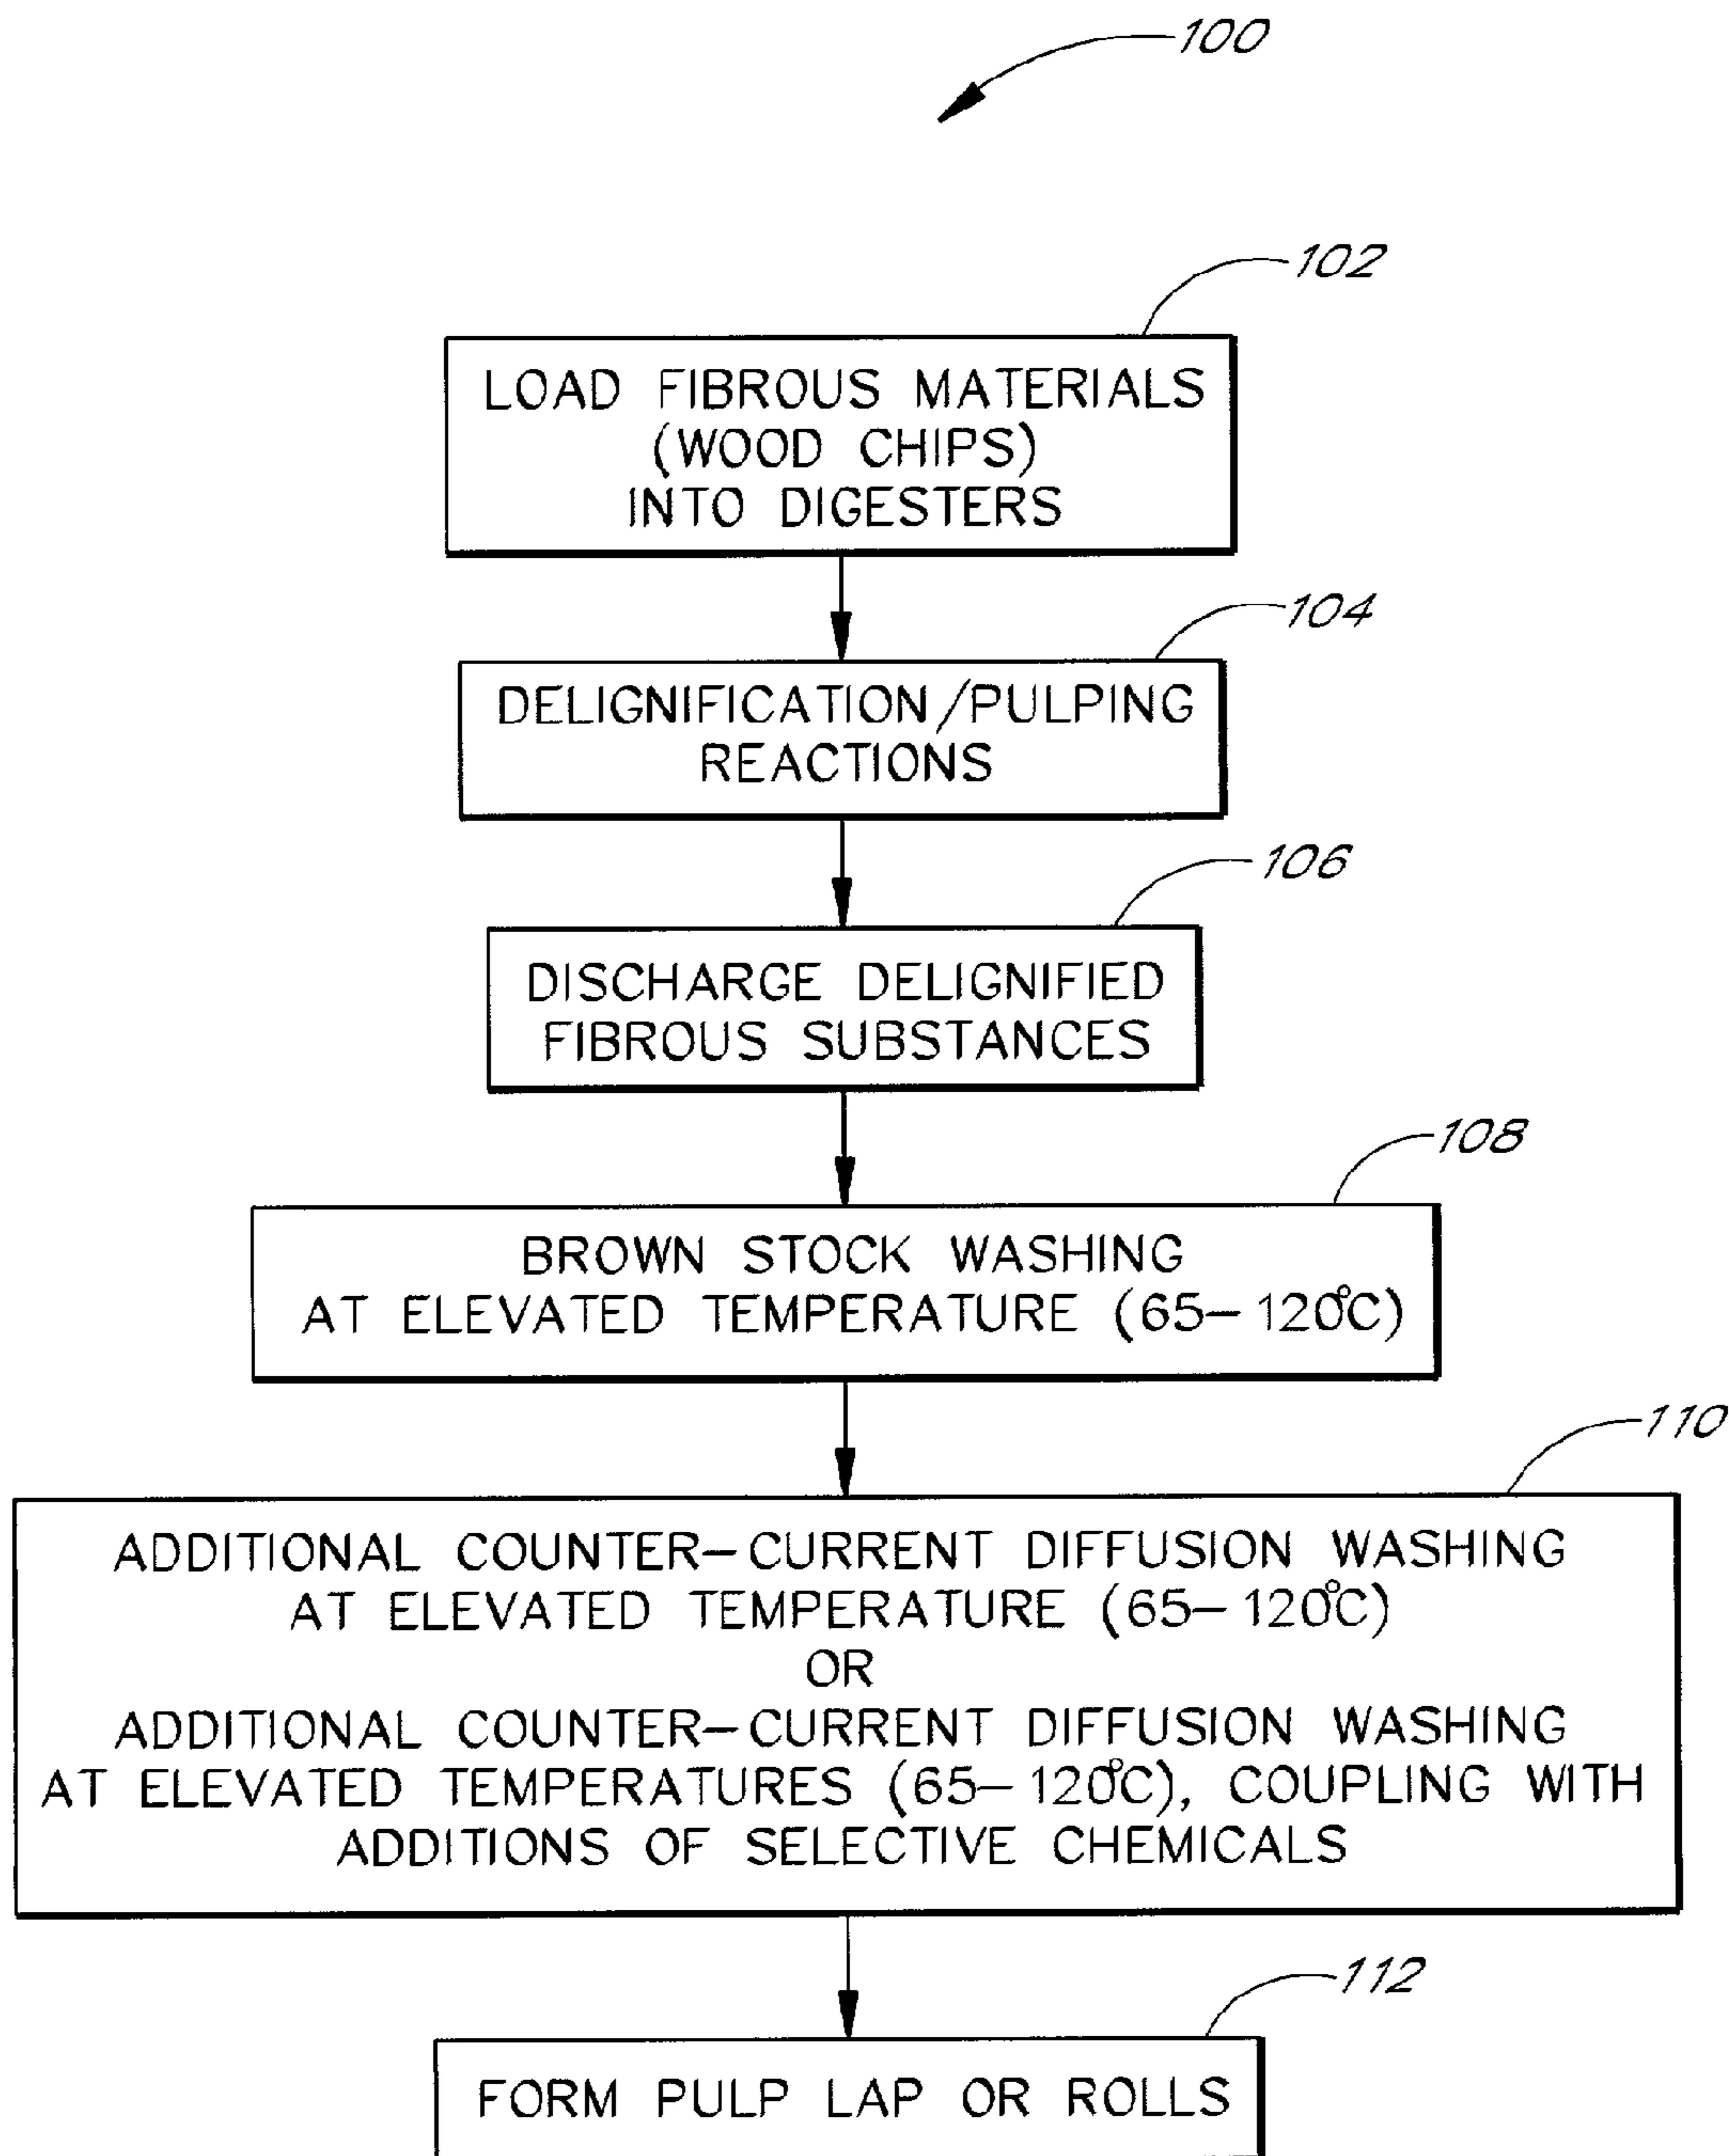 100
102
LOAD FIBROUS MATERIALS
(WOOD CHIPS)
INTO DIGESTERS
104
DELIGNIFICATION/PULPING
REACTIONS
106
DISCHARGE DELIGNIFIED
FIBROUS SUBSTANCES
108
BROWN STOCK WASHING
AT ELEVATED TEMPERATURE (65–120°C)
110
ADDITIONAL COUNTER–CURRENT DIFFUSION WASHING
AT ELEVATED TEMPERATURE (65–120°C)
OR
ADDITIONAL COUNTER–CURRENT DIFFUSION WASHING
AT ELEVATED TEMPERATURES (65–120°C), COUPLING WITH
ADDITIONS OF SELECTIVE CHEMICALS
112
FORM PULP LAP OR ROLLS